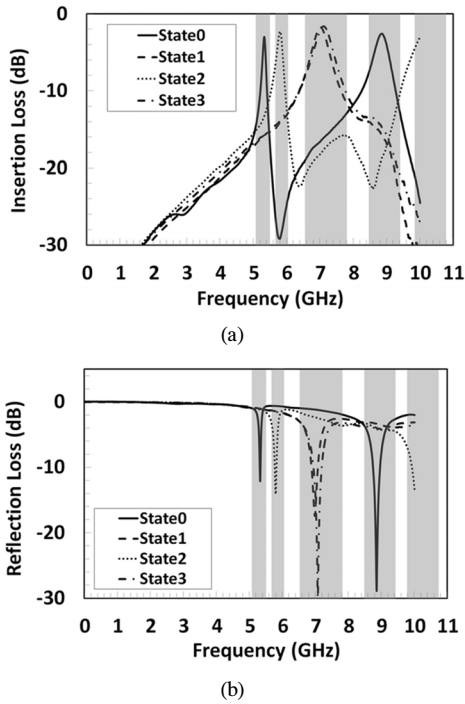 0
-10
-20
-30
Insertion Loss (dB)
State0
State1
State2
State3
0 1 2 3 4 5 6 7 8 9 10 11
Frequency (GHz)
(a)
0
-10
-20
-30
Reflection Loss (dB)
State0
State1
State2
State3
0 1 2 3 4 5 6 7 8 9 10 11
Frequency (GHz)
(b)